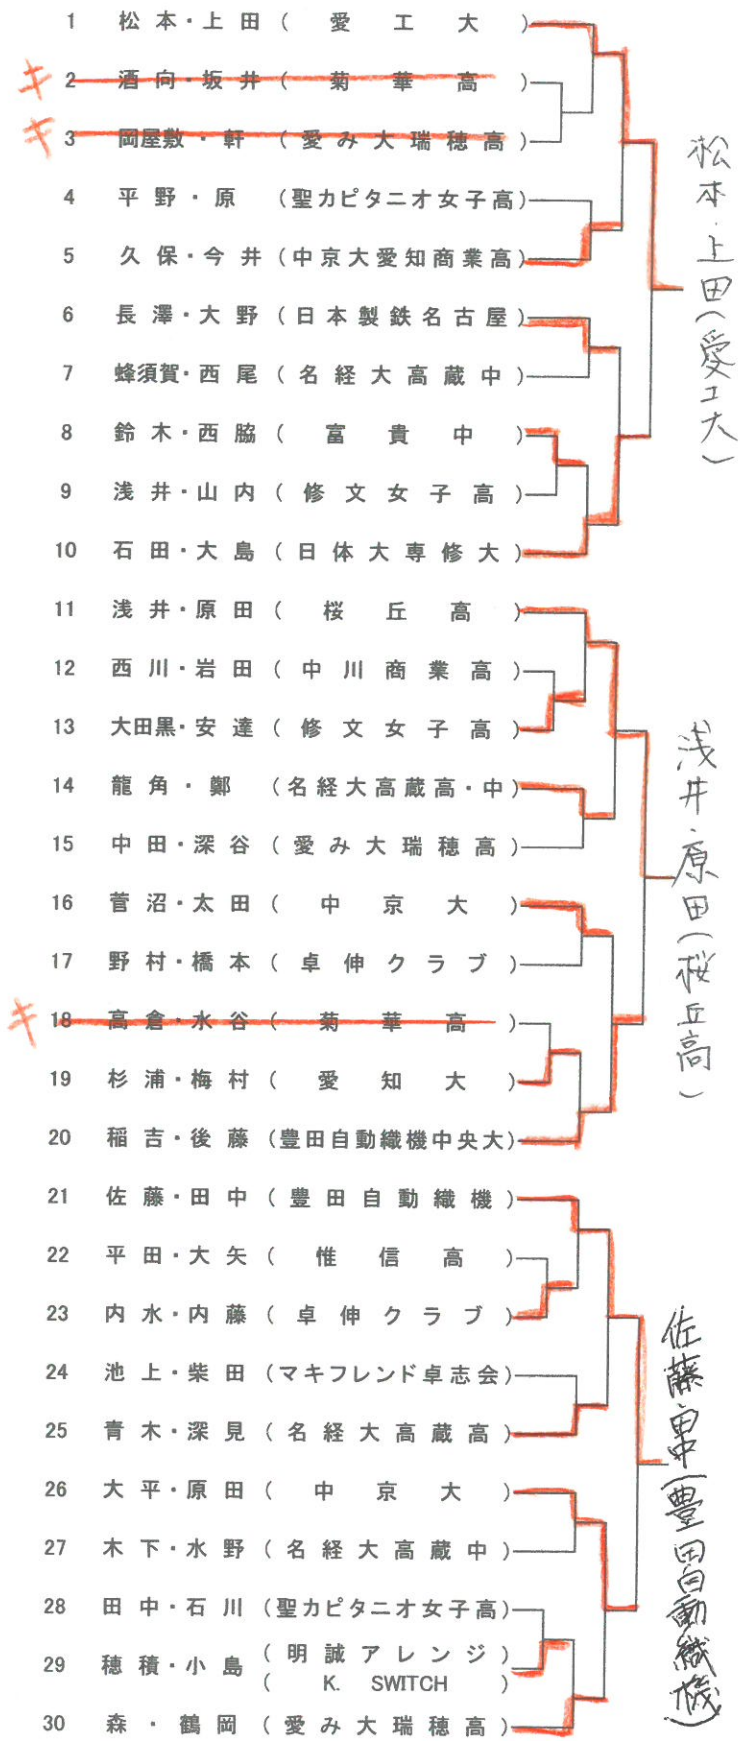 1 松本・上田 (愛工大)
キ 2 酒向・坂井 (菊華高)
キ 3 岡屋敷・軒 (愛み大瑞穂高)
4 平野・原 (聖カピタニオ女子高)
5 久保・今井 (中京大愛知商業高)
6 長澤・大野 (日本製鉄名古屋)
7 蜂須賀・西尾 (名経大高蔵中)
8 鈴木・西脇 (富貴中)
9 浅井・山内 (修文女子高)
10 石田・大島 (日体大専修大)
松本・上田(愛工大)
11 浅井・原田 (桜丘高)
12 西川・岩田 (中川商業高)
13 大田黒・安達 (修文女子高)
14 龍角・鄭 (名経大高蔵高・中)
15 中田・深谷 (愛み大瑞穂高)
16 菅沼・太田 (中京大)
17 野村・橋本 (卓伸クラブ)
キ 18 高倉・水谷 (菊華高)
19 杉浦・梅村 (愛知大)
20 稲吉・後藤 (豊田自動織機中央大)
浅井・原田(桜丘高)
21 佐藤・田中 (豊田自動織機)
22 平田・大矢 (惟信高)
23 内水・内藤 (卓伸クラブ)
24 池上・柴田 (マキフレンド卓志会)
25 青木・深見 (名経大高蔵高)
26 大平・原田 (中京大)
27 木下・水野 (名経大高蔵中)
28 田中・石川 (聖カピタニオ女子高)
29 穂積・小島 (明誠アレンジ)
(K. SWITCH)
30 森・鶴岡 (愛み大瑞穂高)
佐藤・田中(豊田自動織機)